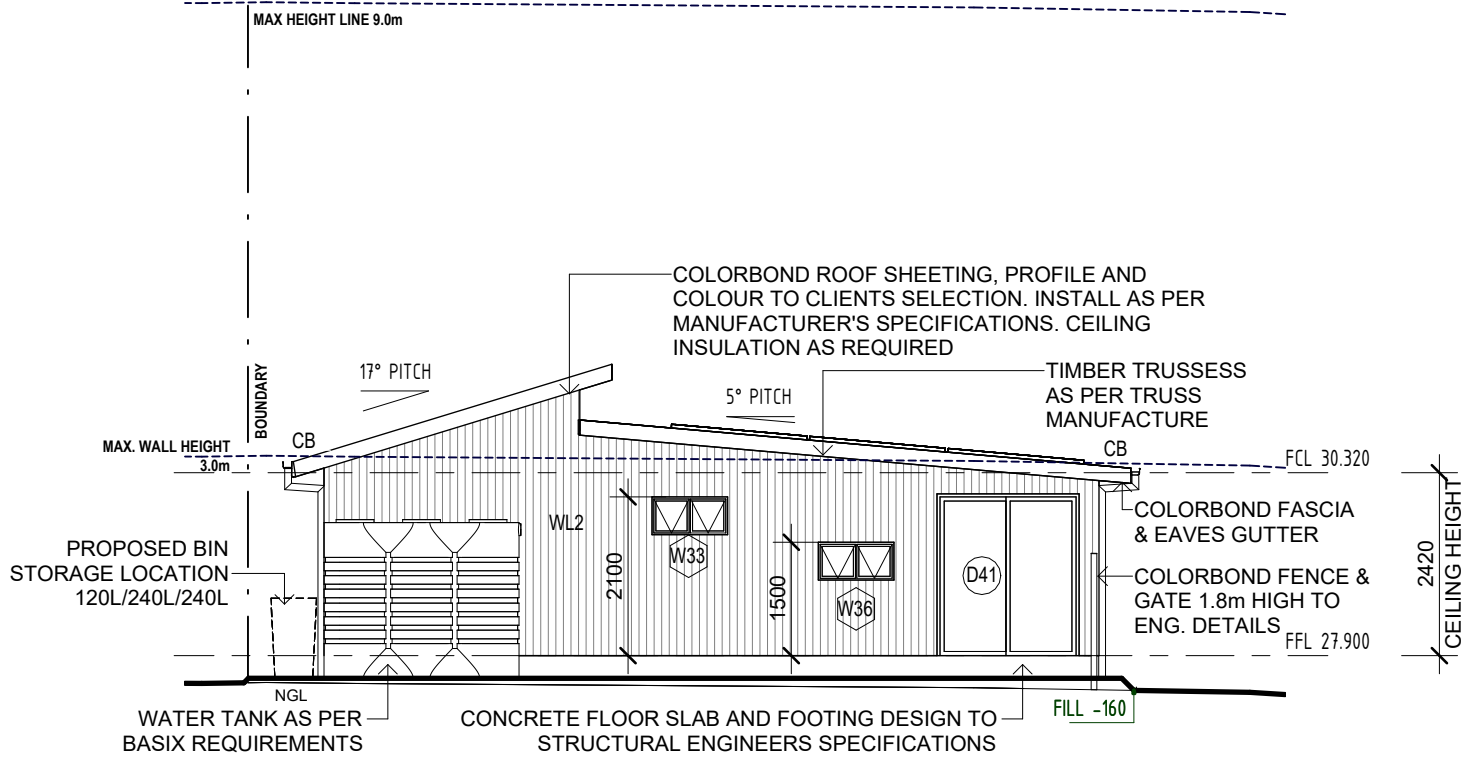 MAX HEIGHT LINE 9.0m
COLORBOND ROOF SHEETING, PROFILE AND
COLOUR TO CLIENTS SELECTION. INSTALL AS PER
MANUFACTURER'S SPECIFICATIONS. CEILING
INSULATION AS REQUIRED
BOUNDARY
17° PITCH
5° PITCH
TIMBER TRUSSESS
AS PER TRUSS
MANUFACTURE
MAX. WALL HEIGHT
3.0m
CB
CB
FCL 30.320
COLORBOND FASCIA
& EAVES GUTTER
WL2
2100
W33
1500
W36
D41
2420
CEILING HEIGHT
PROPOSED BIN
STORAGE LOCATION
120L/240L/240L
COLORBOND FENCE &
GATE 1.8m HIGH TO
ENG. DETAILS
FFL 27.900
NGL
WATER TANK AS PER
BASIX REQUIREMENTS
CONCRETE FLOOR SLAB AND FOOTING DESIGN TO
STRUCTURAL ENGINEERS SPECIFICATIONS
FILL -160